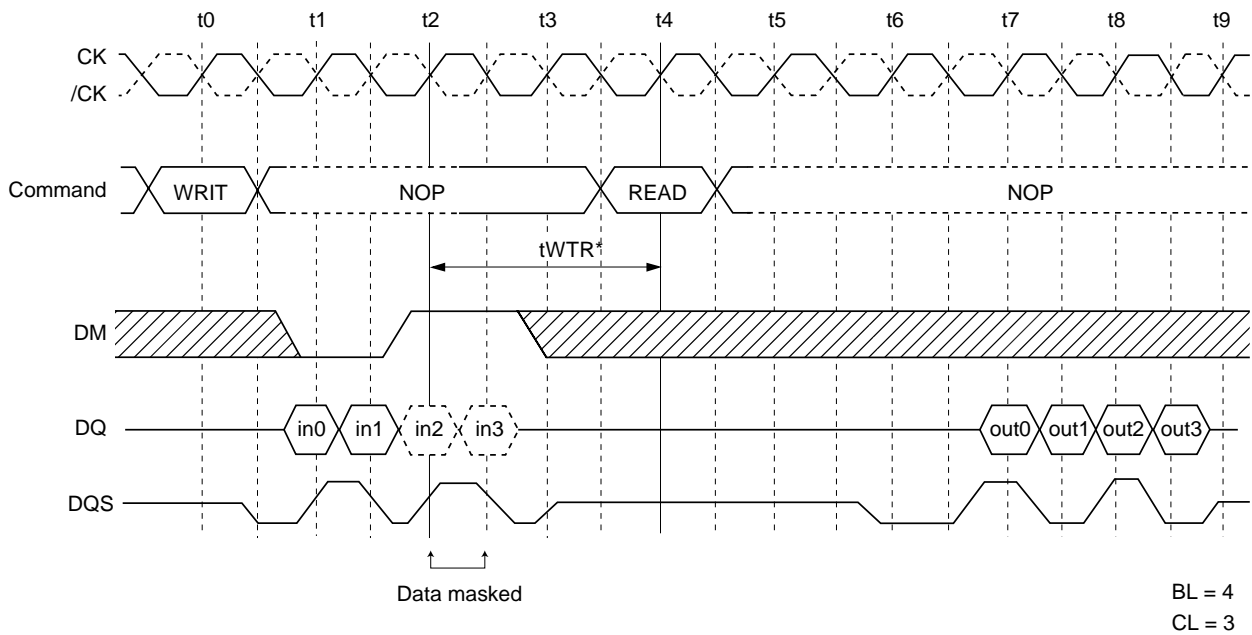 t0 t1 t2 t3 t4 t5 t6 t7 t8 t9
CK
/CK
Command WRIT NOP READ NOP
tWTR*
DM
DQ in0 in1 in2 in3 out0 out1 out2 out3
DQS
Data masked
BL = 4
CL = 3